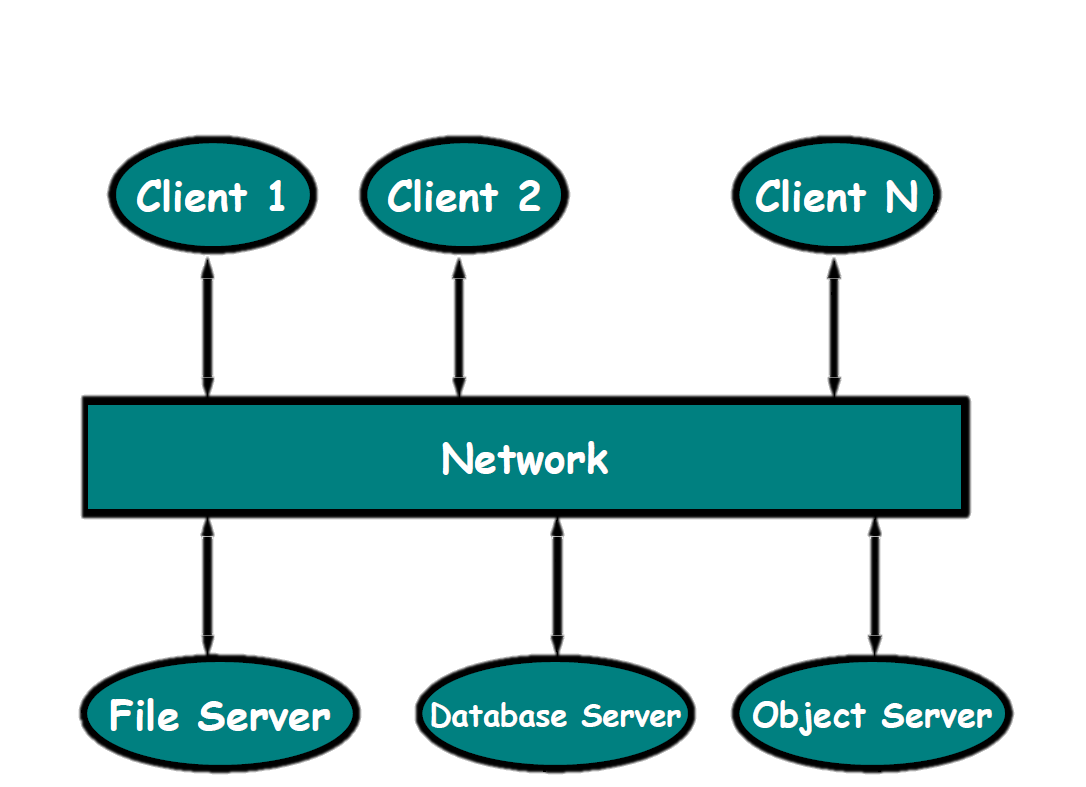 Client 1
Client 2
Client N
Network
File Server
Database Server
Object Server